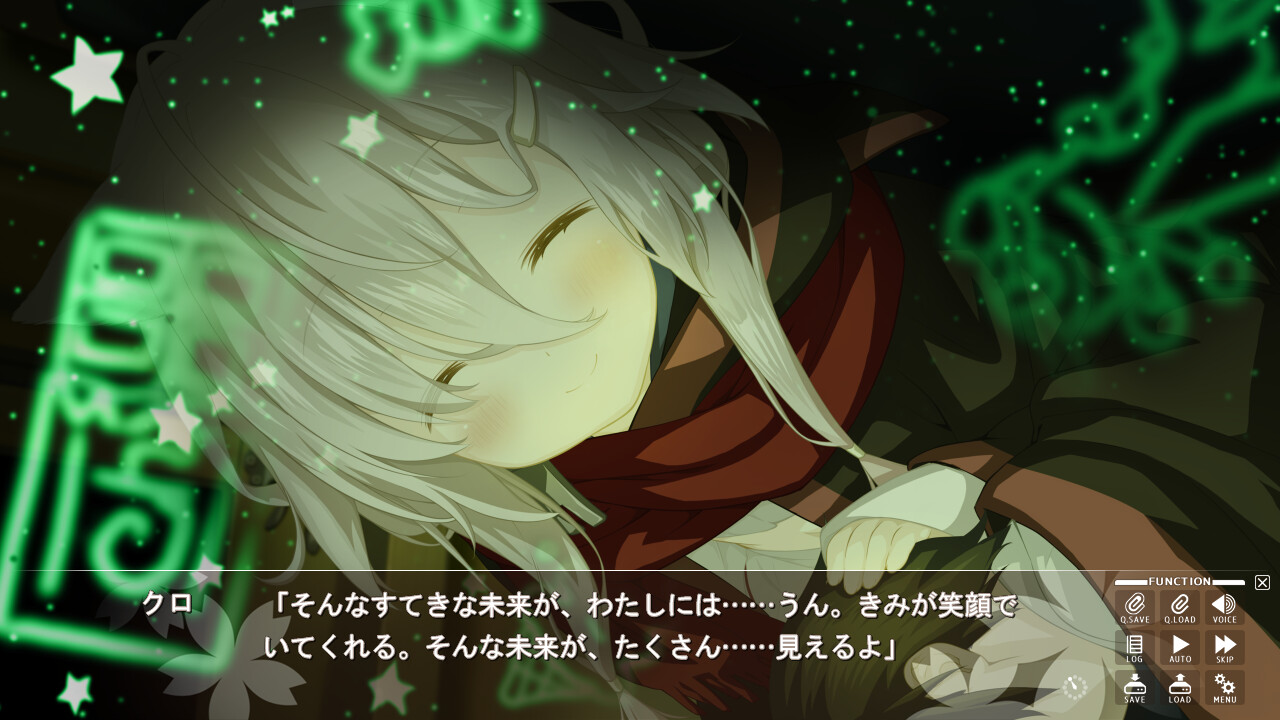 クロ
「そんなすてきな未来が、わたしには……うん。きみが笑顔で
いてくれる。そんな未来が、たくさん……見えるよ」
FUNCTION
Q.SAVE Q.LOAD VOICE
LOG AUTO SKIP
SAVE LOAD MENU